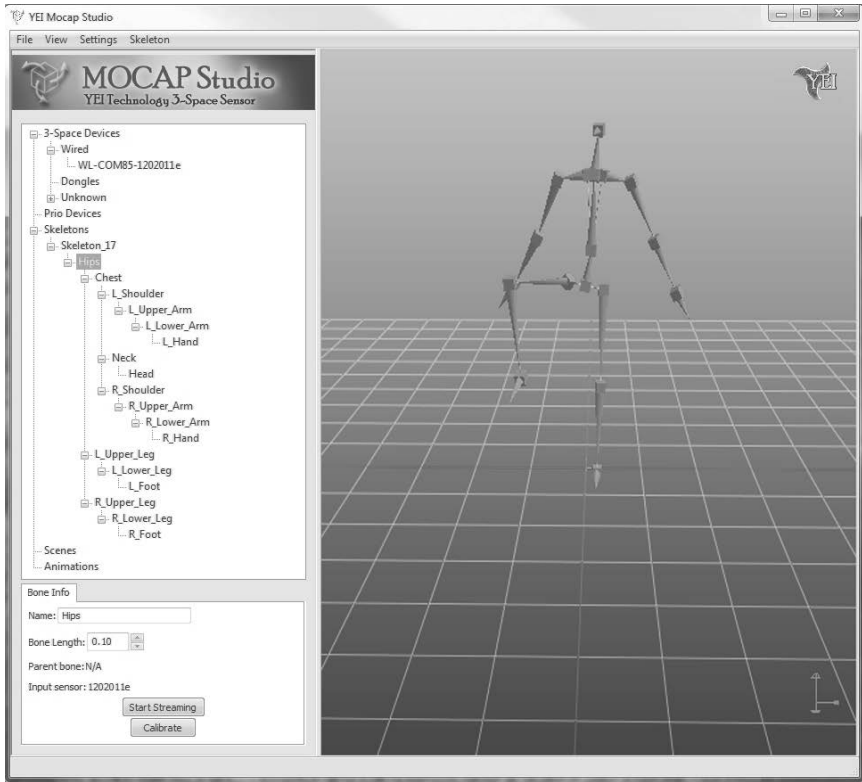 YEI Mocap Studio
File View Settings Skeleton
MOCAP Studio
YEI Technology 3-Space Sensor
YEI
3-Space Devices
Wired
WL-COM85-1202011e
Dongles
Unknown
Prio Devices
Skeletons
Skeleton_17
Hips
Chest
L_Shoulder
L_Upper_Arm
L_Lower_Arm
L_Hand
Neck
Head
R_Shoulder
R_Upper_Arm
R_Lower_Arm
R_Hand
L_Upper_Leg
L_Lower_Leg
L_Foot
R_Upper_Leg
R_Lower_Leg
R_Foot
Scenes
Animations
Bone Info
Name: Hips
Bone Length: 0.10
Parent bone: N/A
Input sensor: 1202011e
Start Streaming
Calibrate